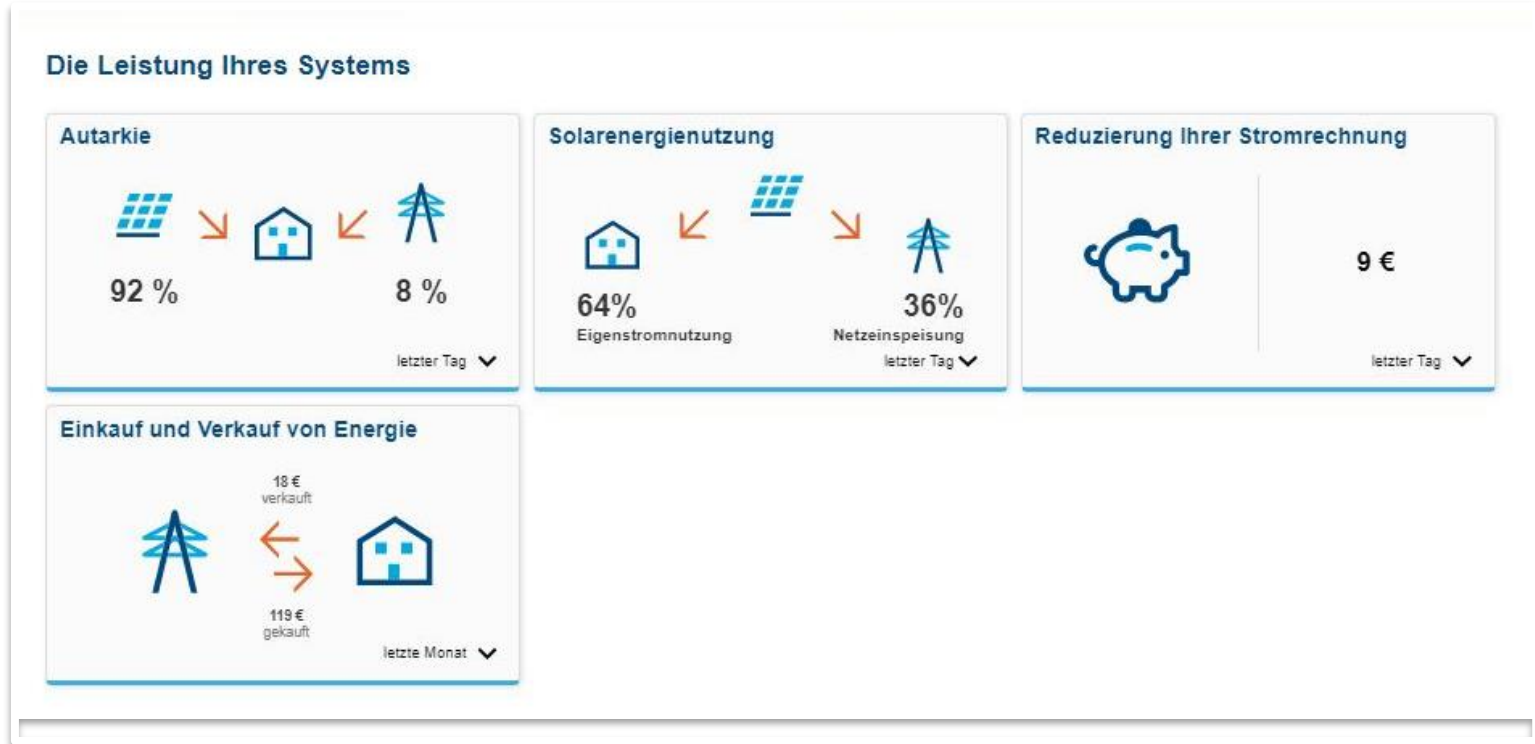 Die Leistung Ihres Systems
Autarkie
92 %
8 %
letzter Tag
Solarenergienutzung
64%
Eigenstromnutzung
36%
Netzeinspeisung
letzter Tag
Reduzierung Ihrer Stromrechnung
9 €
letzter Tag
Einkauf und Verkauf von Energie
18 €
verkauft
119 €
gekauft
letzte Monat